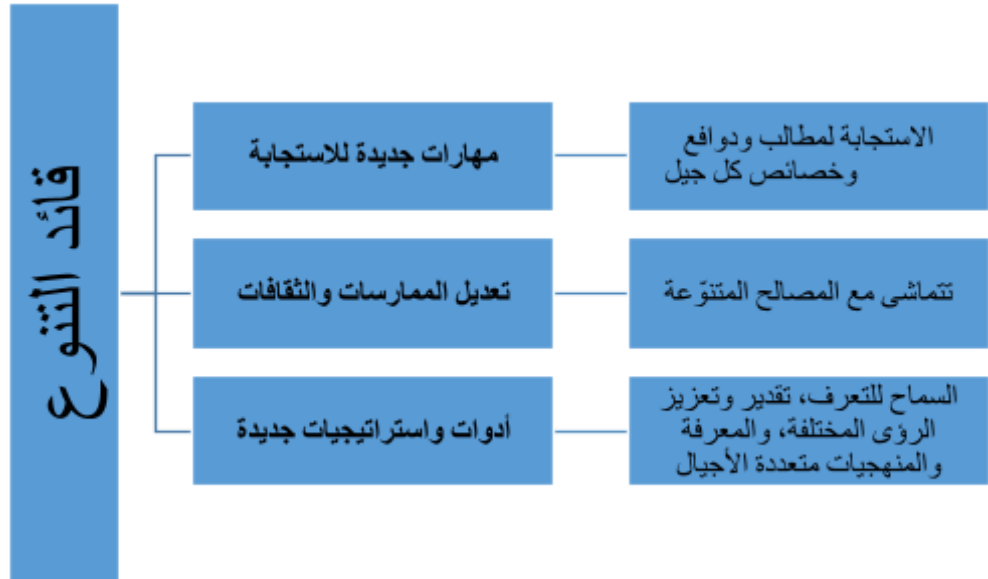 قائد التنوع
مهارات جديدة للاستجابة
الاستجابة لمطالب ودوافع
وخصائص كل جيل
تعديل الممارسات والثقافات
تتماشى مع المصالح المتنوّعة
أدوات واستراتيجيات جديدة
السماح للتعرف، تقدير وتعزيز
الرؤى المختلفة، والمعرفة
والمنهجيات متعددة الأجيال